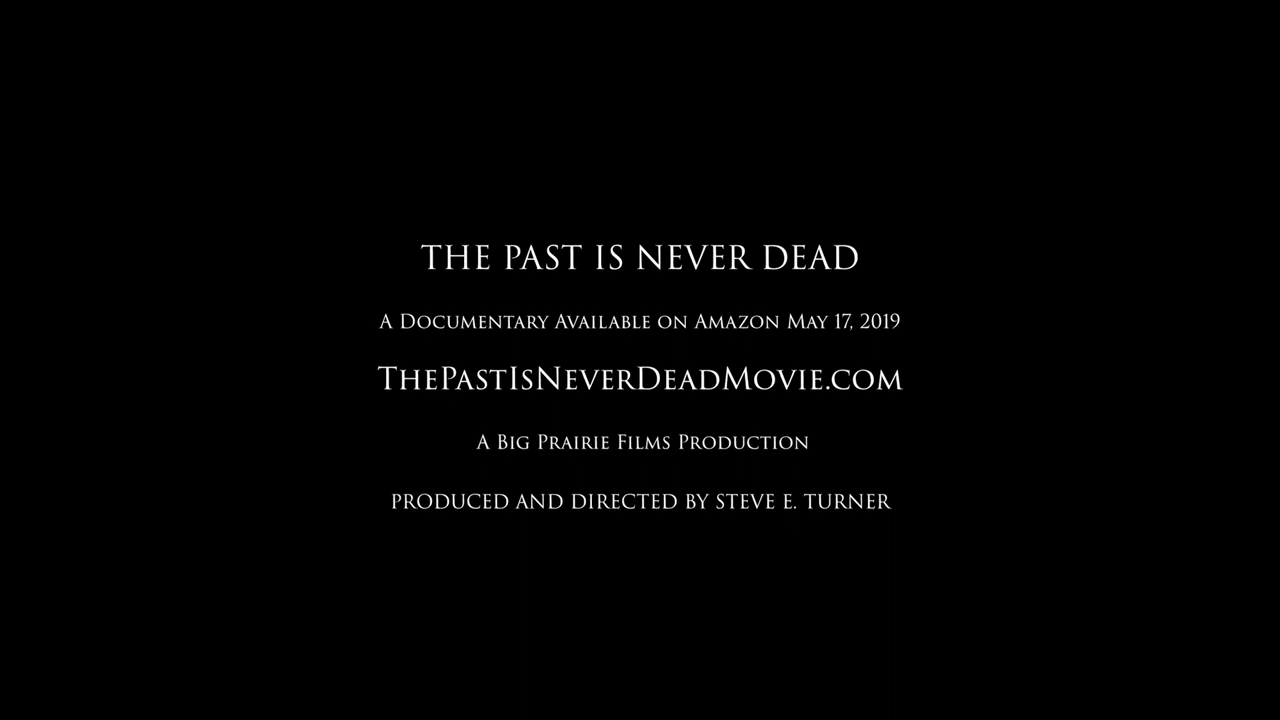 THE PAST IS NEVER DEAD
A Documentary Available on Amazon May 17, 2019
ThePastIsNeverDeadMovie.com
A Big Prairie Films Production
PRODUCED AND DIRECTED BY STEVE E. TURNER